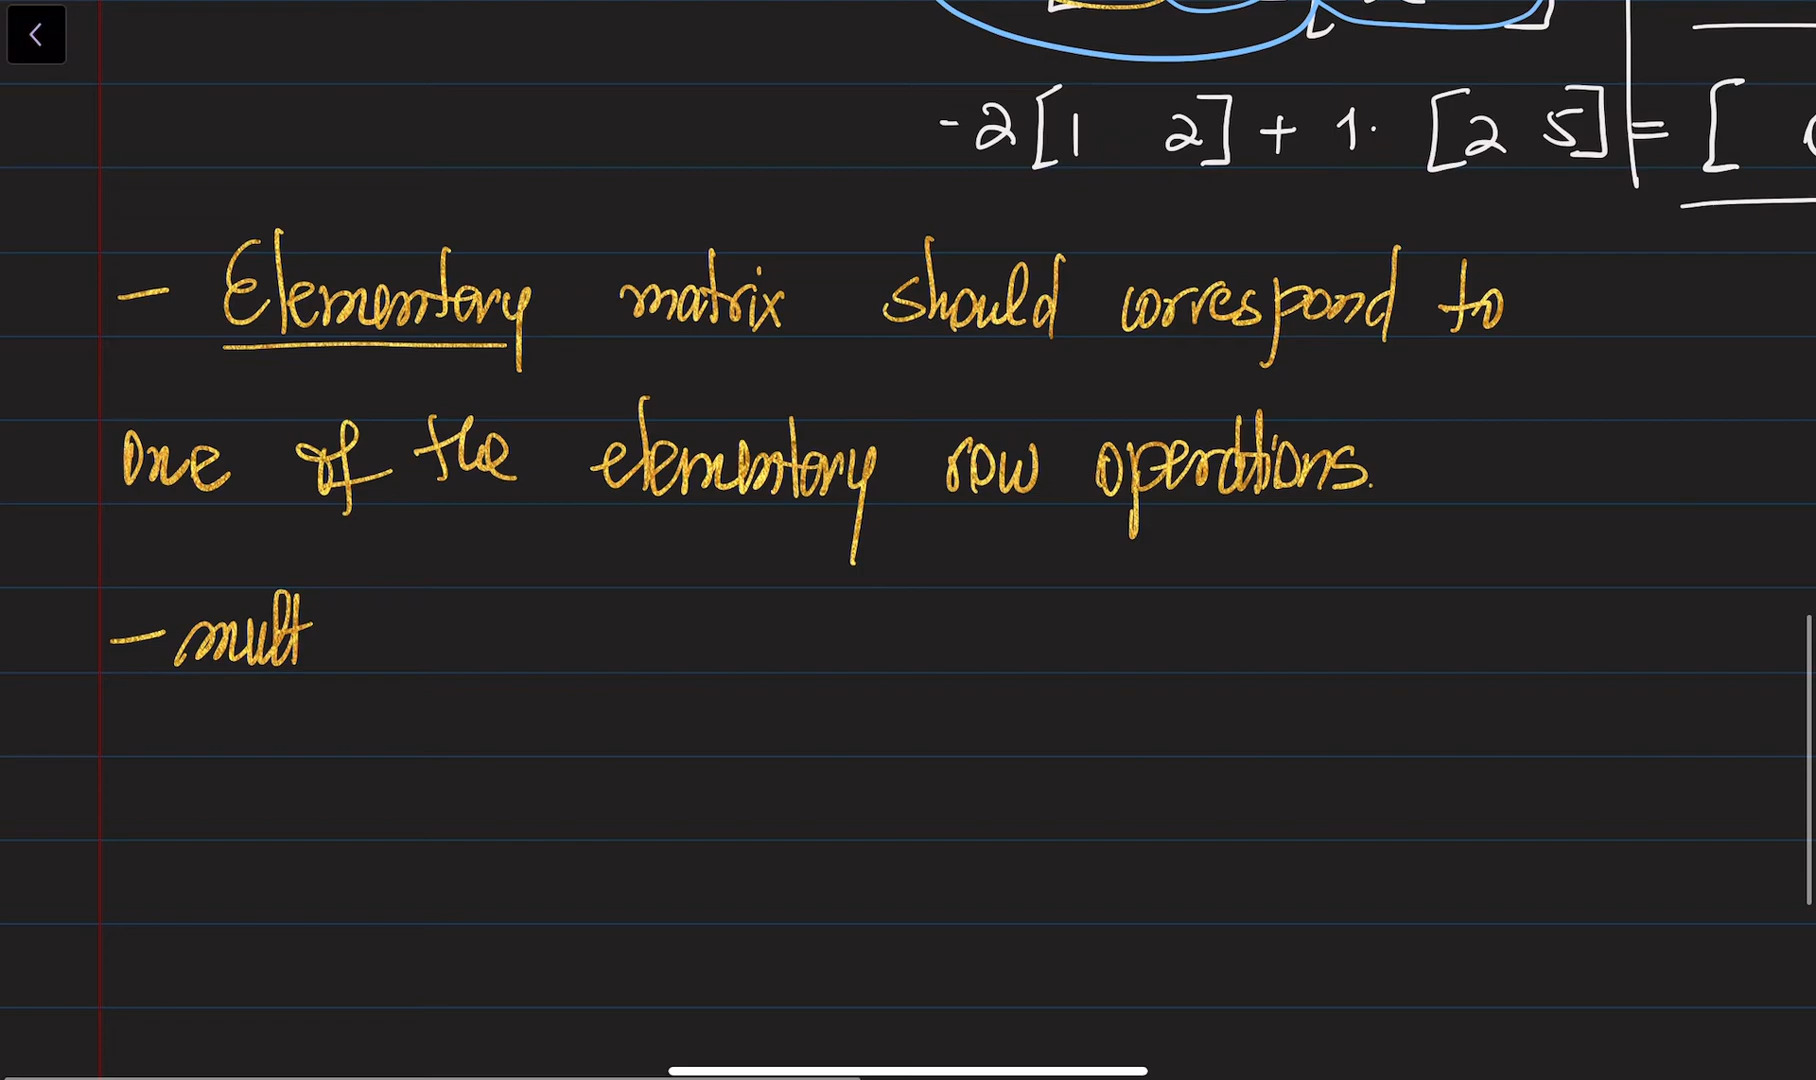 -2[1 2] + 1· [2 5] = [
- Elementary matrix should correspond to
one of the elementary row operations.
- mult